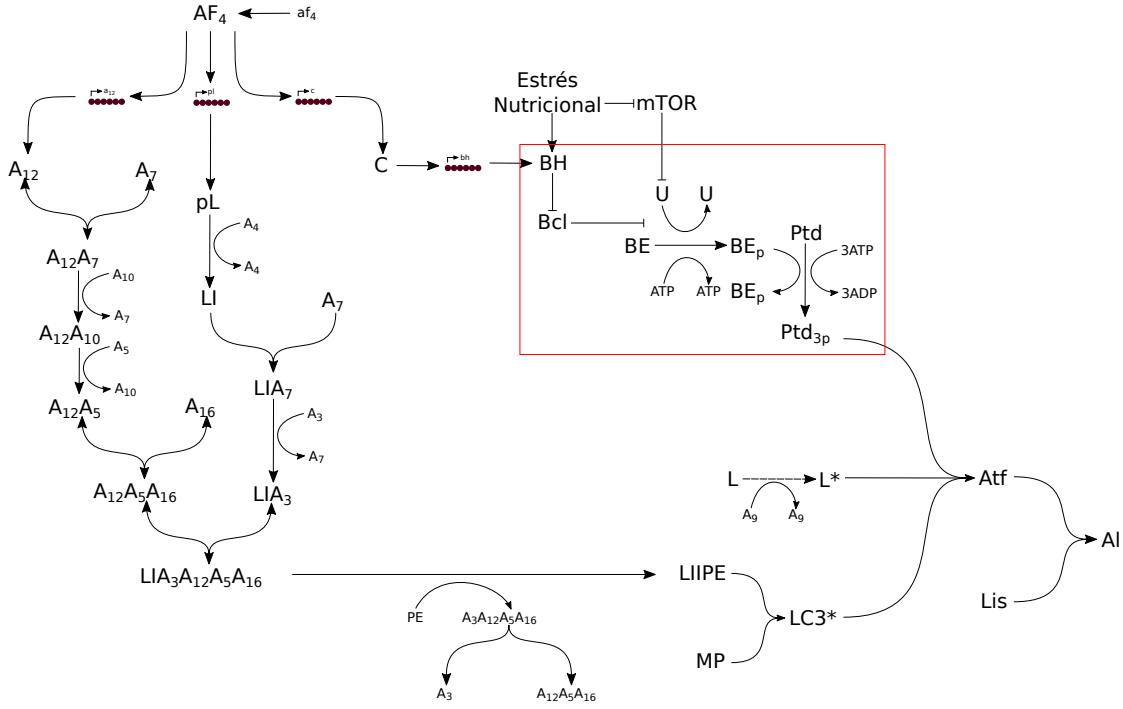 AF₄
af₄
a₁₂
pl
c
Estrés
Nutricional
mTOR
A₁₂
A₇
C
bh
BH
pL
U
U
Bcl
A₄
A₄
BE
BEₚ
Ptd
3ATP
A₁₂A₇
A₁₀
A₇
ATP
ATP
BEₚ
3ADP
LI
A₇
A₁₂A₁₀
Ptd₃ₚ
A₅
A₁₀
LIA₇
A₁₂A₅
A₁₆
A₃
A₇
L
L*
Atf
A₁₂A₅A₁₆
LIA₃
A₉
A₉
Al
LIA₃A₁₂A₅A₁₆
LIIPE
Lis
PE
A₃A₁₂A₅A₁₆
LC3*
MP
A₃
A₁₂A₅A₁₆